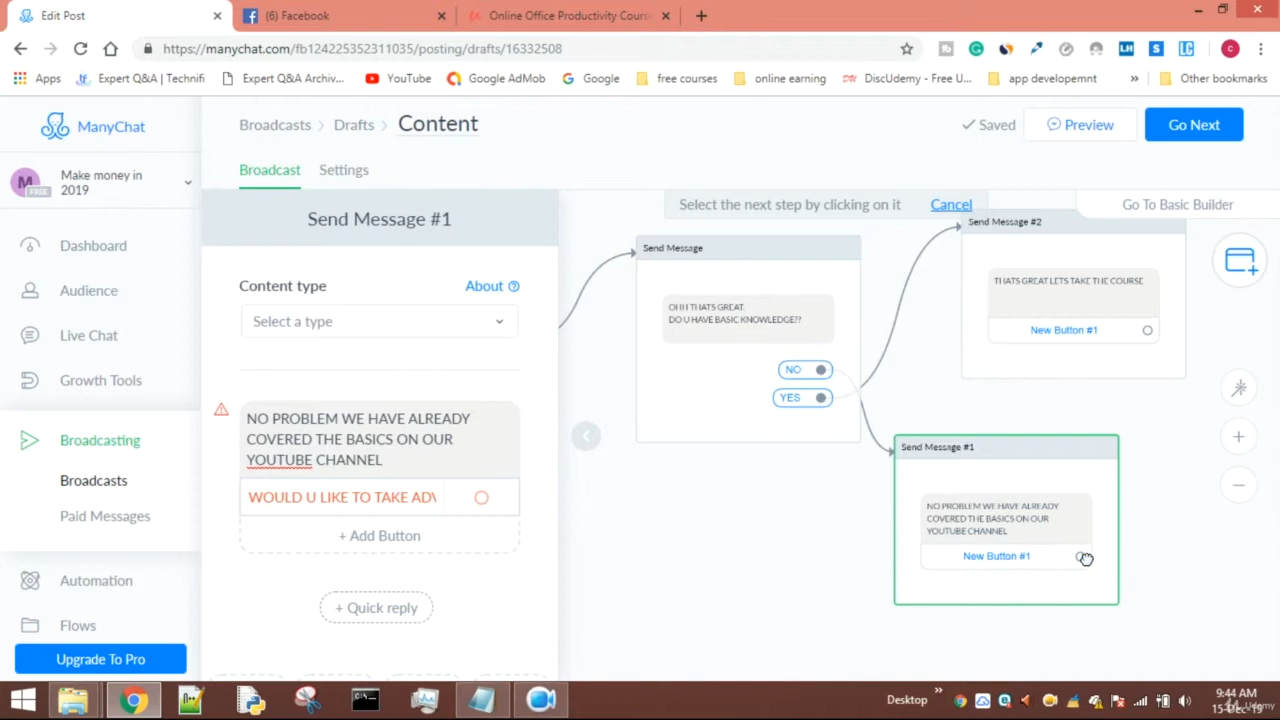 Edit Post
(6) Facebook
Online Office Productivity Cours
https://manychat.com/fb124225352311035/posting/drafts/16332508
Apps
Expert Q&A | Technifi
Expert Q&A Archiv...
YouTube
Google AdMob
Google
free courses
online earning
DiscUdemy - Free U...
app developemnt
»
Other bookmarks
ManyChat
Broadcasts > Drafts > Content
Saved
Preview
Go Next
Make money in
2019
M
FREE
Broadcast
Settings
Send Message #1
Select the next step by clicking on it
Cancel
Go To Basic Builder
Dashboard
Audience
Live Chat
Growth Tools
Broadcasting
Broadcasts
Paid Messages
Automation
Flows
Upgrade To Pro
Content type
About
Select a type
NO PROBLEM WE HAVE ALREADY
COVERED THE BASICS ON OUR
YOUTUBE CHANNEL
WOULD U LIKE TO TAKE ADV
+ Add Button
+ Quick reply
Send Message
OHH THATS GREAT.
DO U HAVE BASIC KNOWLEDGE??
NO
YES
Send Message #2
THATS GREAT LETS TAKE THE COURSE
New Button #1
Send Message #1
NO PROBLEM WE HAVE ALREADY
COVERED THE BASICS ON OUR
YOUTUBE CHANNEL
New Button #1
Desktop
»
9:44 AM
15-Dec-19
Udemy